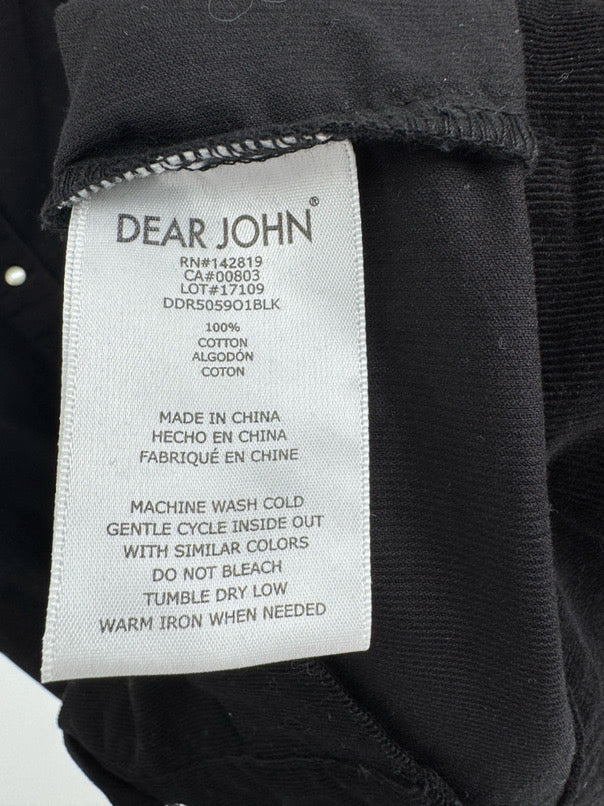 DEAR JOHN®
RN#142819
CA#00803
LOT#17109
DDR5059O1BLK
100%
COTTON
ALGODÓN
COTON
MADE IN CHINA
HECHO EN CHINA
FABRIQUÉ EN CHINE
MACHINE WASH COLD
GENTLE CYCLE INSIDE OUT
WITH SIMILAR COLORS
DO NOT BLEACH
TUMBLE DRY LOW
WARM IRON WHEN NEEDED